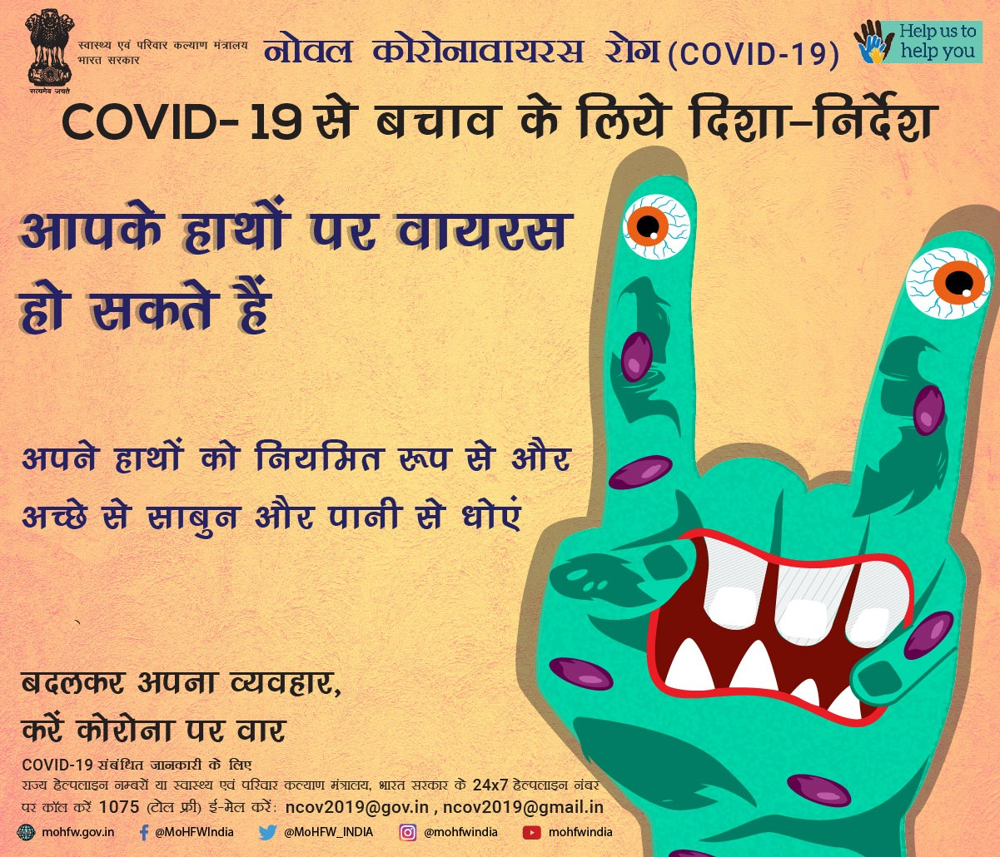 स्वास्थ्य एवं परिवार कल्याण मंत्रालय
भारत सरकार
सत्यमेव जयते
नोवल कोरोनावायरस रोग (COVID-19)
Help us to
help you
COVID- 19 से बचाव के लिये दिशा-निर्देश
आपके हाथों पर वायरस
हो सकते हैं
अपने हाथों को नियमित रूप से और
अच्छे से साबुन और पानी से धोएं
बदलकर अपना व्यवहार,
करें कोरोना पर वार
COVID-19 संबंधित जानकारी के लिए
राज्य हेल्पलाइन नम्बरों या स्वास्थ्य एवं परिवार कल्याण मंत्रालय, भारत सरकार के 24x7 हेल्पलाइन नंबर
पर कॉल करें 1075 (टोल फ्री) ई-मेल करें: ncov2019@gov.in , ncov2019@gmail.in
mohfw.gov.in @MoHFWIndia @MoHFW_INDIA @mohfwindia mohfwindia